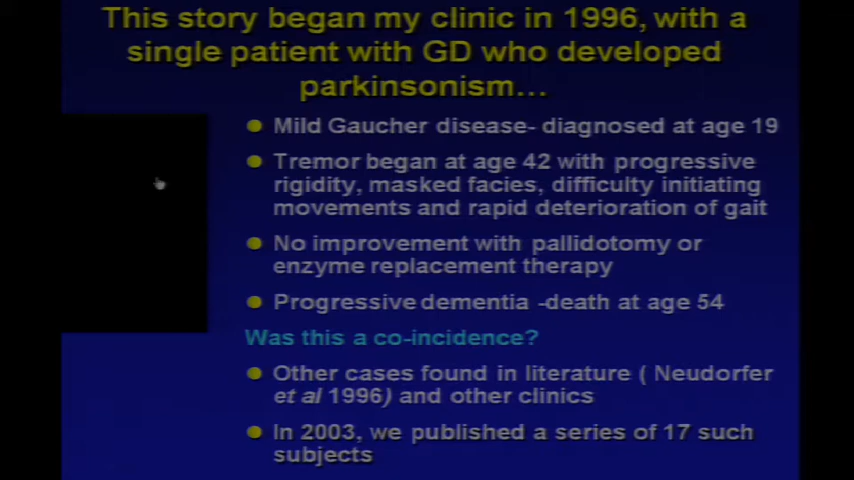 This story began my clinic in 1996, with a
single patient with GD who developed
parkinsonism...
Mild Gaucher disease- diagnosed at age 19
Tremor began at age 42 with progressive
rigidity, masked facies, difficulty initiating
movements and rapid deterioration of gait
No improvement with pallidotomy or
enzyme replacement therapy
Progressive dementia -death at age 54
Was this a co-incidence?
Other cases found in literature ( Neudorfer
et al 1996) and other clinics
In 2003, we published a series of 17 such
subjects